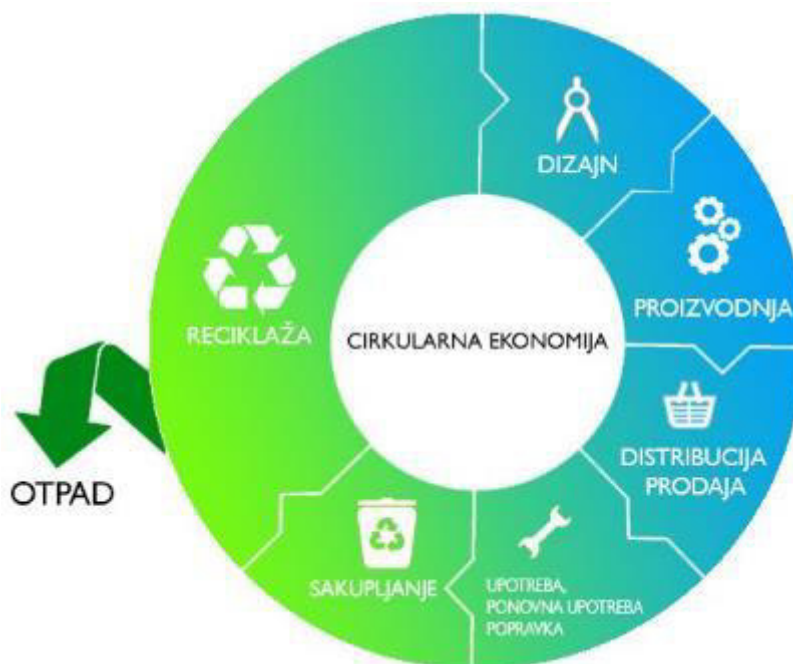 DIZAJN
PROIZVODNJA
DISTRIBUCIJA
PRODAJA
UPOTREBA,
PONOVNA UPOTREBA
POPRAVKA
SAKUPLJANJE
RECIKLAŽA
CIRKULARNA EKONOMIJA
OTPAD